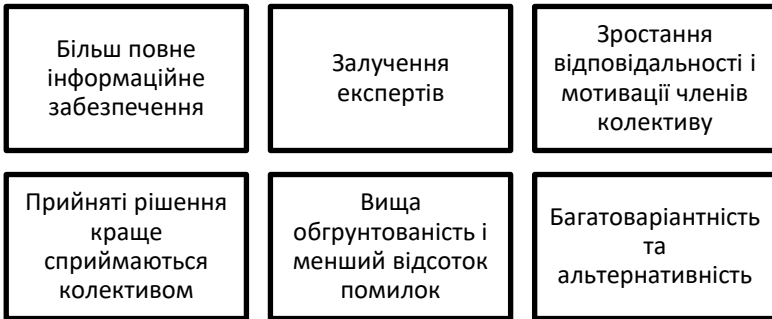 Більш повне
інформаційне
забезпечення
Залучення
експертів
Зростання
відповідальності і
мотивації членів
колективу
Прийняті рішення
краще
сприймаються
колективом
Вища
обгрунтованість і
менший відсоток
помилок
Багатоваріантність
та
альтернативність